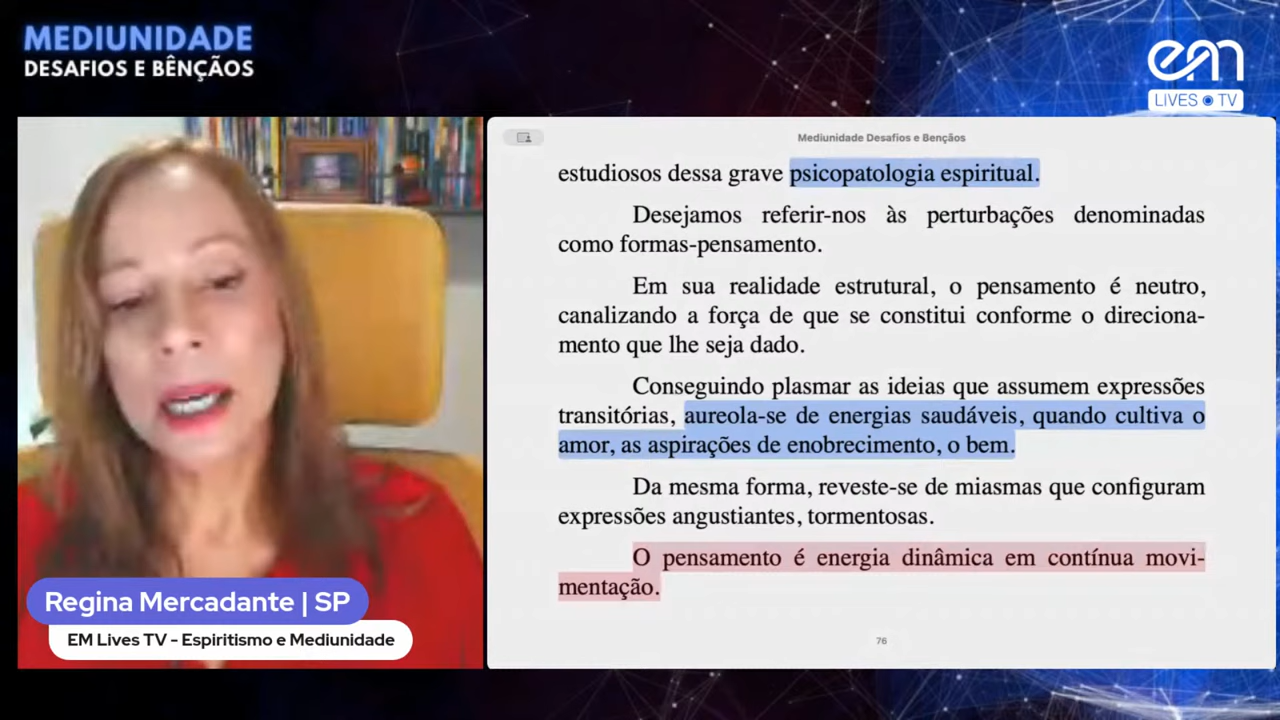 MEDIUNIDADE
DESAFIOS E BÊNÇÃOS
em
LIVES TV
Mediunidade Desafios e Bençãos
estudiosos dessa grave psicopatologia espiritual.
Desejamos referir-nos às perturbações denominadas
como formas-pensamento.
Em sua realidade estrutural, o pensamento é neutro,
canalizando a força de que se constitui conforme o direciona-
mento que lhe seja dado.
Conseguindo plasmar as ideias que assumem expressões
transitórias, aureola-se de energias saudáveis, quando cultiva o
amor, as aspirações de enobrecimento, o bem.
Da mesma forma, reveste-se de miasmas que configuram
expressões angustiantes, tormentosas.
O pensamento é energia dinâmica em contínua movi-
mentação.
76
Regina Mercadante | SP
EM Lives TV - Espiritismo e Mediunidade